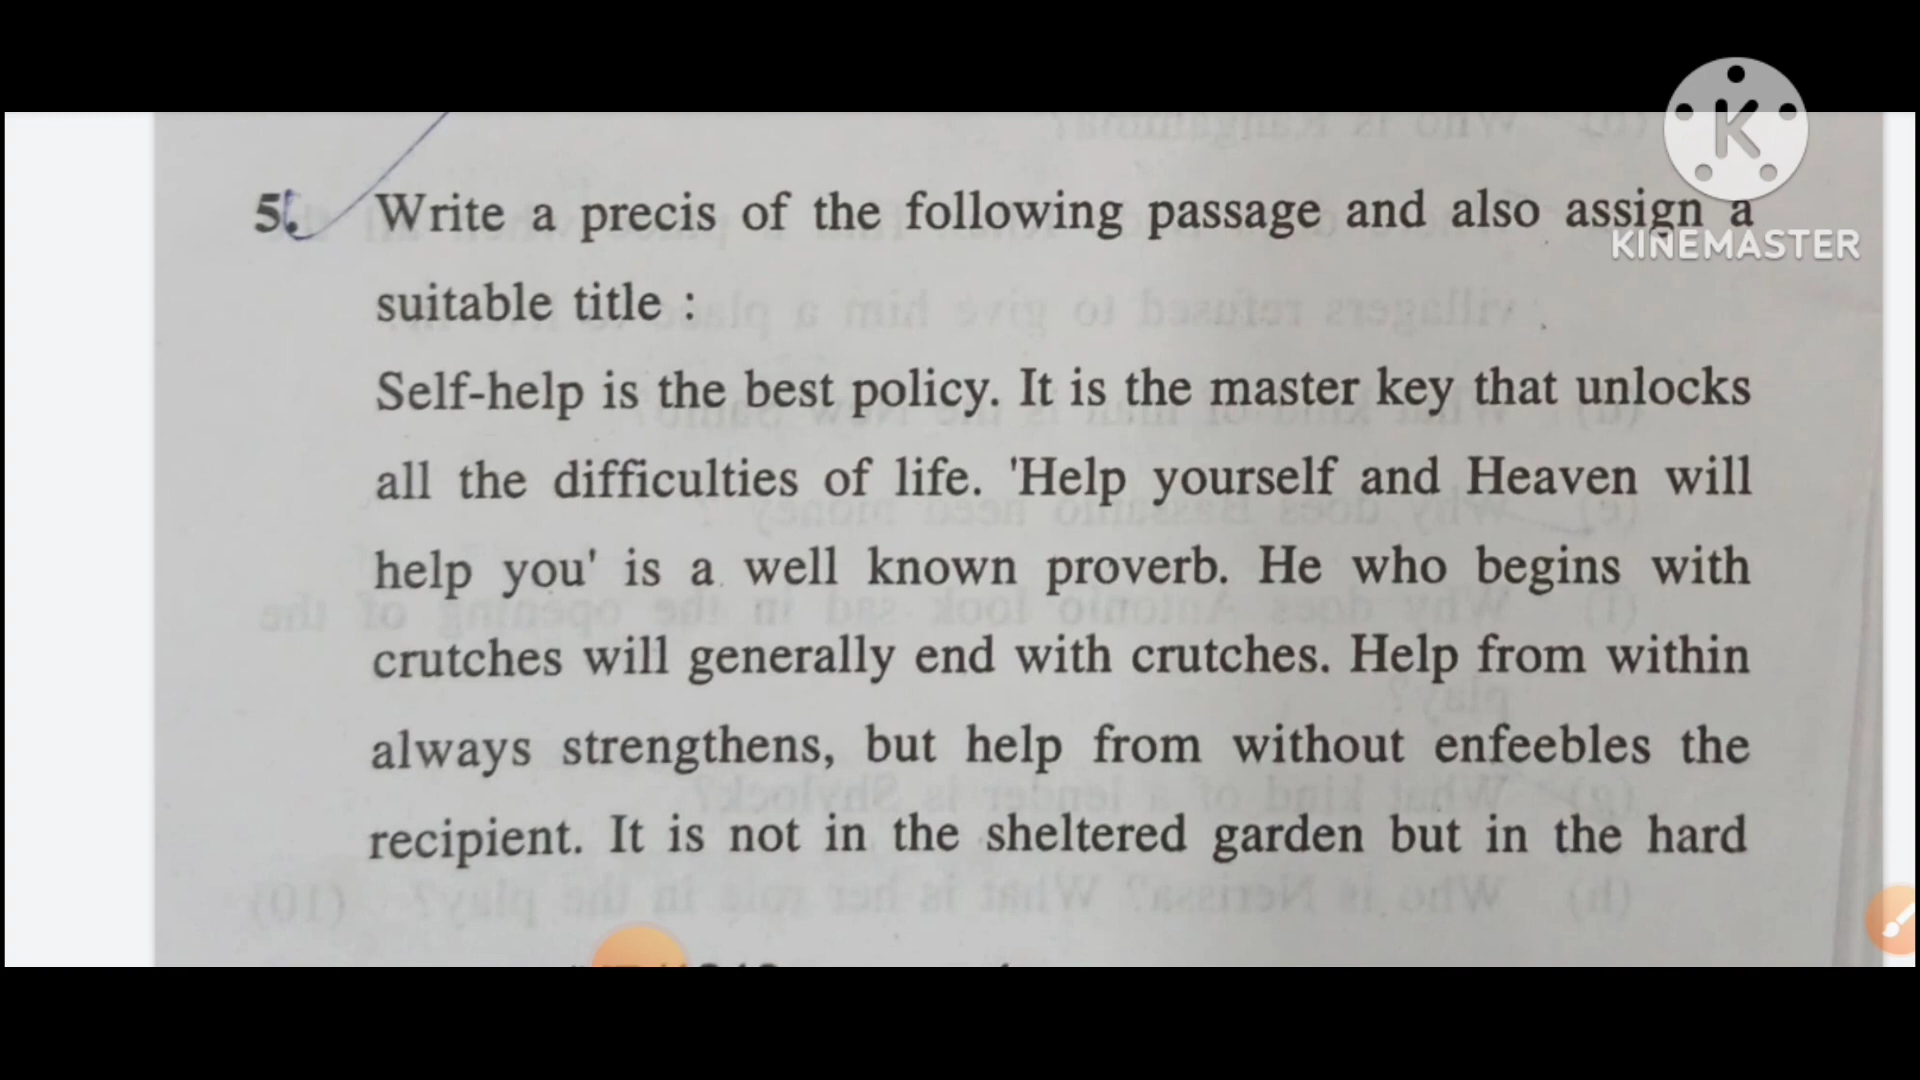 KINEMASTER
5. Write a precis of the following passage and also assign a
suitable title :
Self-help is the best policy. It is the master key that unlocks
all the difficulties of life. 'Help yourself and Heaven will
help you' is a well known proverb. He who begins with
crutches will generally end with crutches. Help from within
always strengthens, but help from without enfeebles the
recipient. It is not in the sheltered garden but in the hard